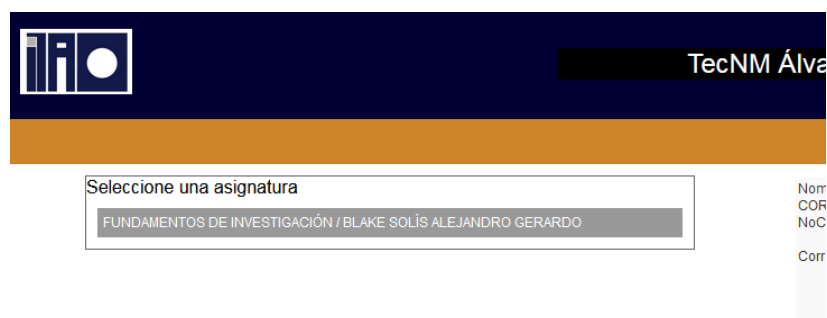 TecNM Álva
Seleccione una asignatura
FUNDAMENTOS DE INVESTIGACIÓN / BLAKE SOLÍS ALEJANDRO GERARDO
Nom
COR
NoC
Corr